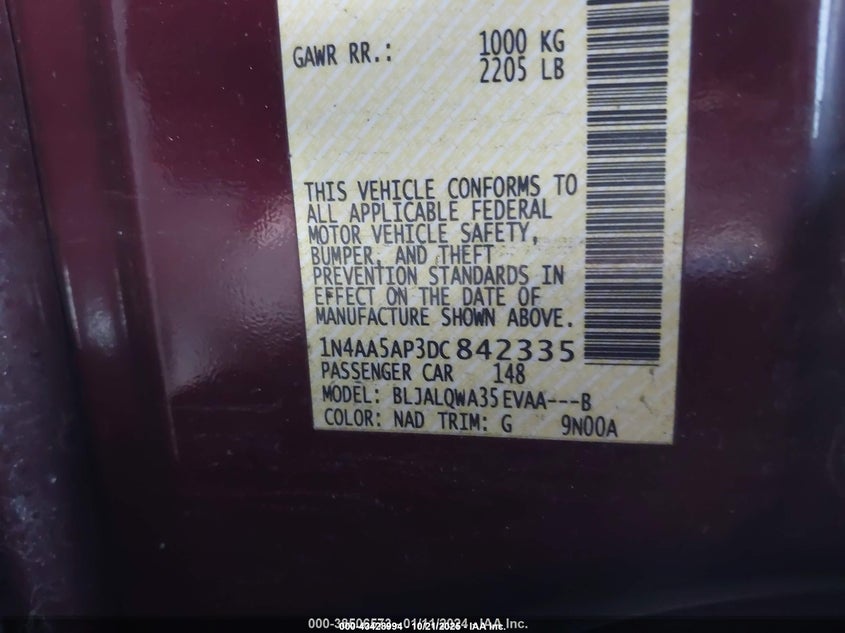 GAWR RR.: 1000 KG
2205 LB
THIS VEHICLE CONFORMS TO
ALL APPLICABLE FEDERAL
MOTOR VEHICLE SAFETY,
BUMPER, AND THEFT
PREVENTION STANDARDS IN
EFFECT ON THE DATE OF
MANUFACTURE SHOWN ABOVE.
1N4AA5AP3DC842335
PASSENGER CAR 148
MODEL: BLJALQWA35EVAA---B
COLOR: NAD TRIM: G 9N00A